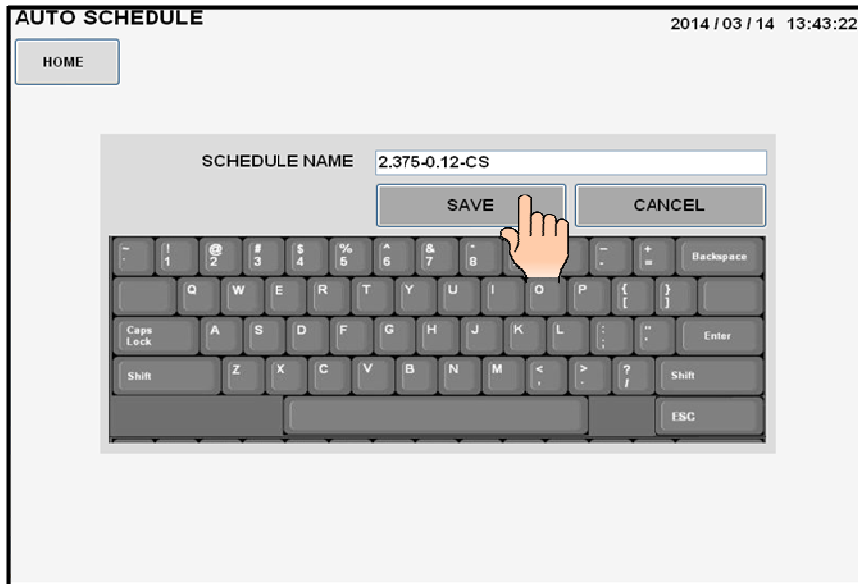 AUTO SCHEDULE
2014 / 03 / 14 13:43:22
HOME
SCHEDULE NAME 2.375-0.12-CS
SAVE CANCEL
~ ! @ # $ % ^ & * - +
` 1 2 3 4 5 6 7 8 - = Backspace
Q W E R T Y U I O P { }
[ ]
Caps Lock A S D F G H J K L : " Enter
; '
Shift Z X C V B N M < > ? Shift
, . /
ESC